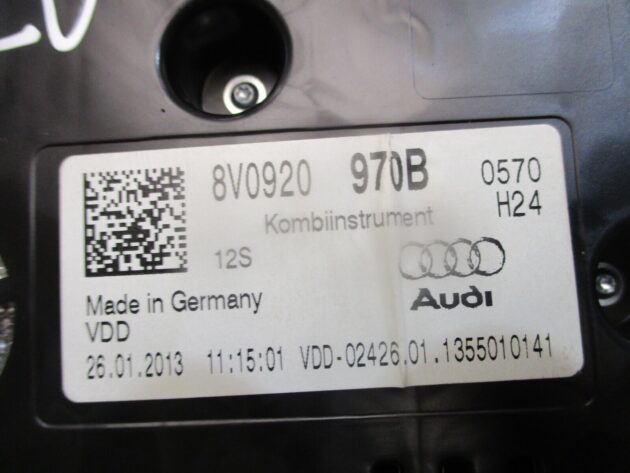 8V0920 970B 0570
H24
Kombiinstrument
12S
Audi
Made in Germany
VDD
26.01.2013 11:15:01 VDD-02426.01.1355010141